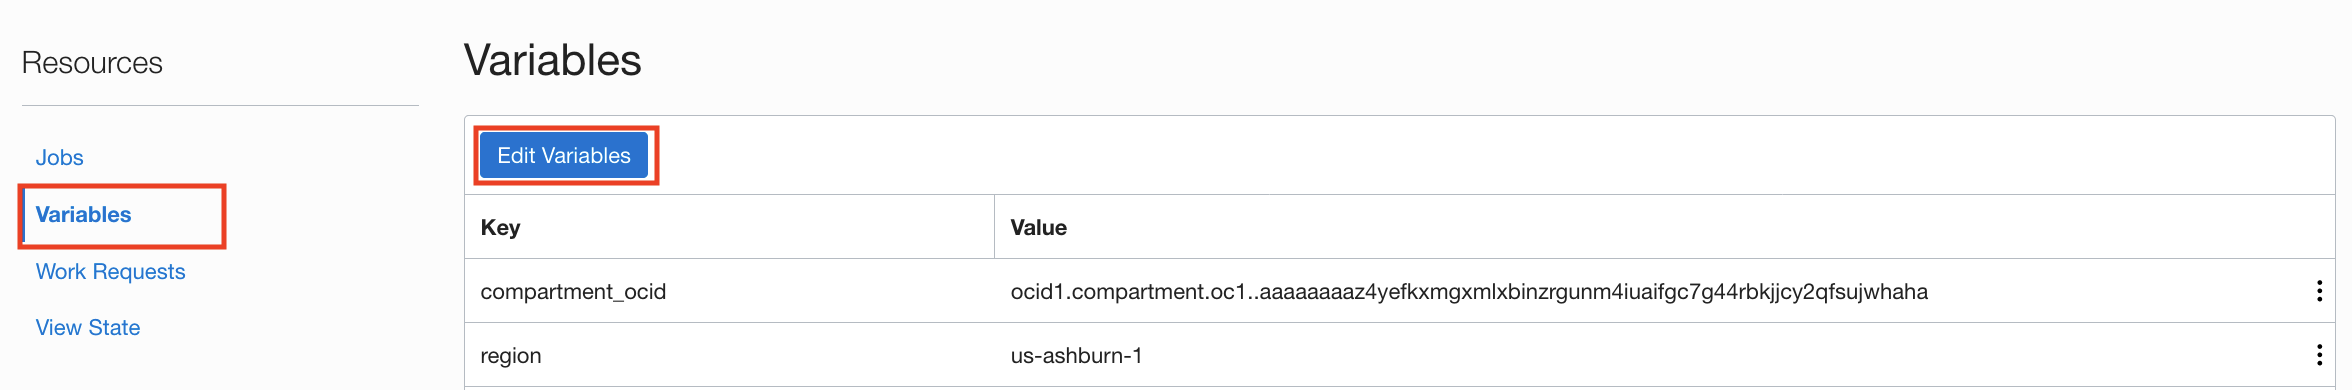 Resources
Jobs
Variables
Work Requests
View State
Variables
Edit Variables
Key Value
compartment_ocid ocid1.compartment.oc1..aaaaaaaaz4yefkxmgxmlxbinzrgunm4iuaifgc7g44rbkjjcy2qfsujwhaha
region us-ashburn-1